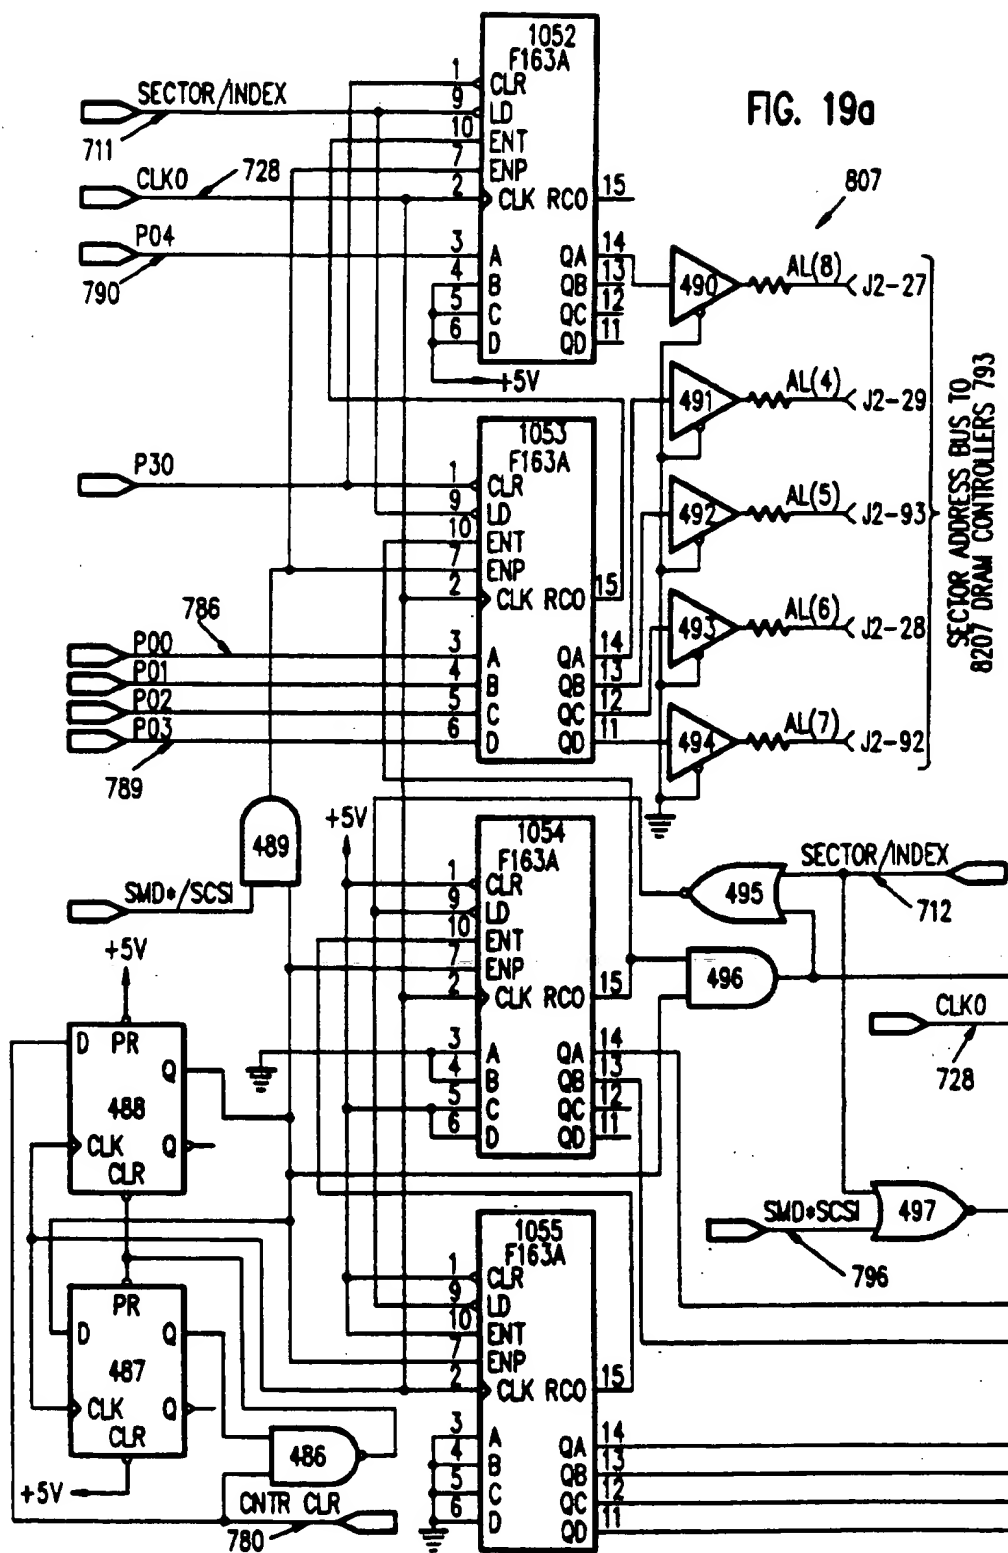 FIG. 19a
1052
F163A
SECTOR/INDEX
711
CLK0
728
P04
790
1 CLR
9 LD
10 ENT
7 ENP
2 CLK RCO 15
3 A QA 14
4 B QB 13
5 C QC 12
6 D QD 11
+5V
807
490 AL(8) J2-27
491 AL(4) J2-29
492 AL(5) J2-93
493 AL(6) J2-28
494 AL(7) J2-92
SECTOR ADDRESS BUS TO
8207 DRAM CONTROLLERS 793
1053
F163A
P30
1 CLR
9 LD
10 ENT
7 ENP
2 CLK RCO 15
786
P00
P01
P02
P03
789
3 A QA 14
4 B QB 13
5 C QC 12
6 D QD 11
489
SMD*/SCSI
+5V
1054
F163A
1 CLR
9 LD
10 ENT
7 ENP
2 CLK RCO 15
3 A QA 14
4 B QB 13
5 C QC 12
6 D QD 11
495
SECTOR/INDEX
712
496
CLK0
728
+5V
D PR Q
488
CLK Q
CLR
497
SMD*SCSI
796
1055
F163A
1 CLR
9 LD
10 ENT
7 ENP
2 CLK RCO 15
3 A QA 14
4 B QB 13
5 C QC 12
6 D QD 11
PR
D Q
487
CLK Q
CLR
+5V
486
CNTR CLR
780